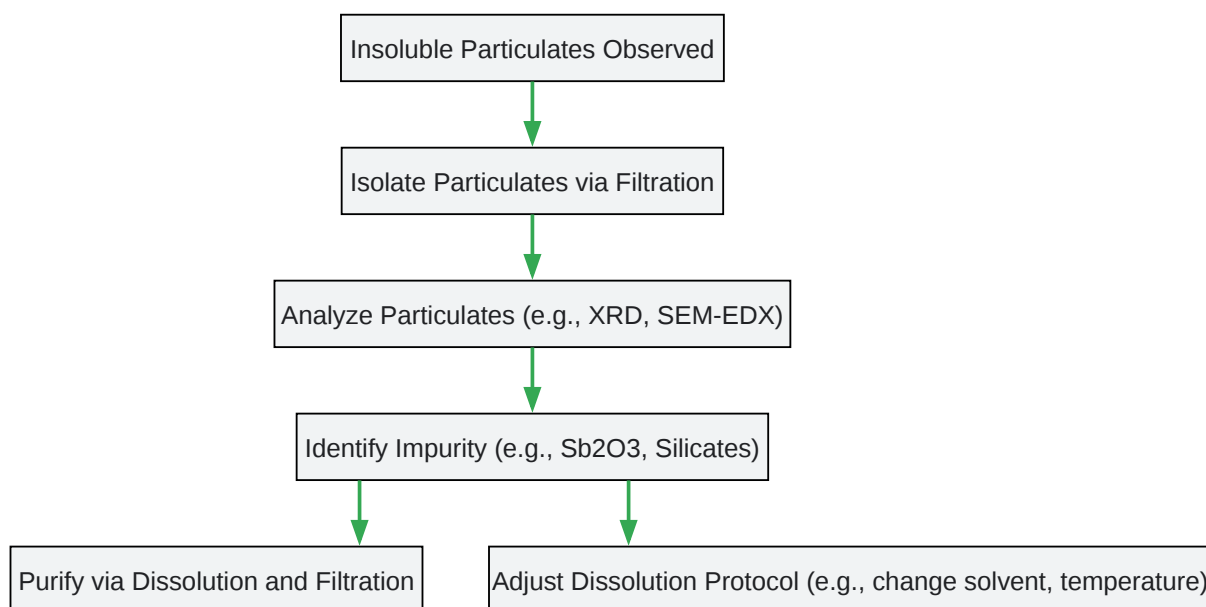 Insoluble Particulates Observed
Isolate Particulates via Filtration
Analyze Particulates (e.g., XRD, SEM-EDX)
Identify Impurity (e.g., Sb2O3, Silicates)
Purify via Dissolution and Filtration
Adjust Dissolution Protocol (e.g., change solvent, temperature)